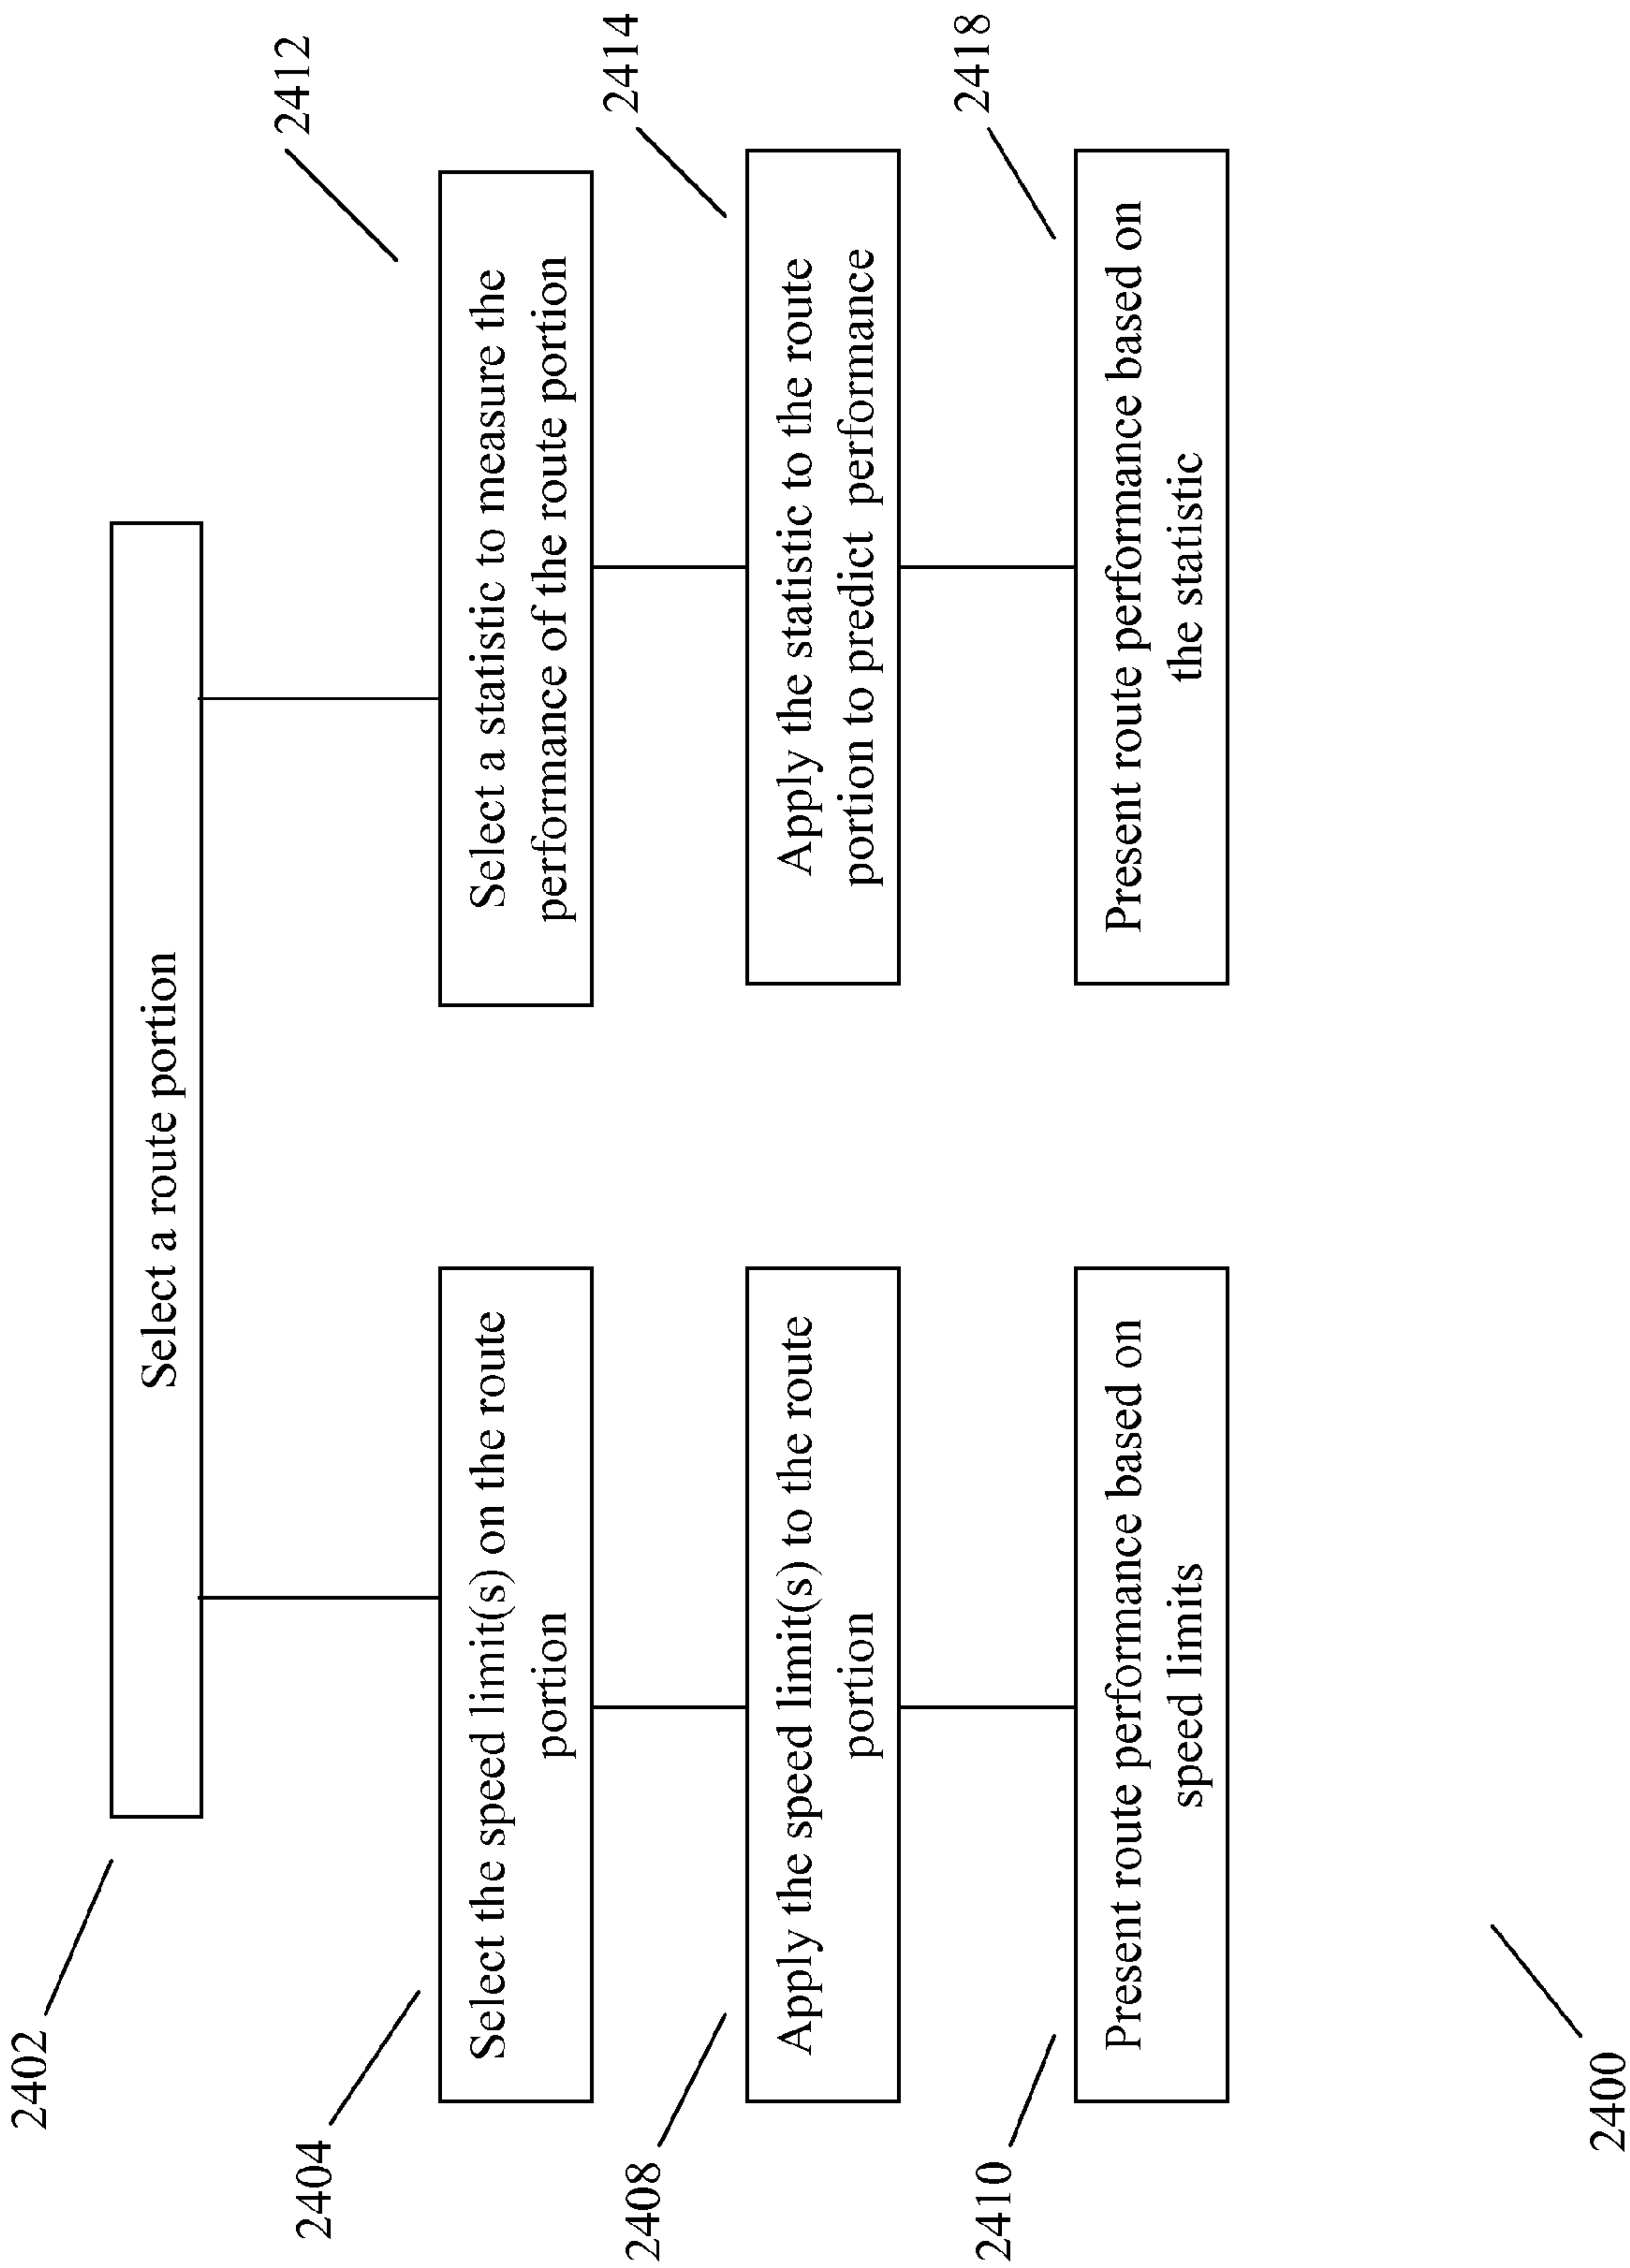 2402
Select a route portion
2404
Select the speed limit(s) on the route
portion
2408
Apply the speed limit(s) to the route
portion
2410
Present route performance based on
speed limits
2412
Select a statistic to measure the
performance of the route portion
2414
Apply the statistic to the route
portion to predict performance
2418
Present route performance based on
the statistic
2400